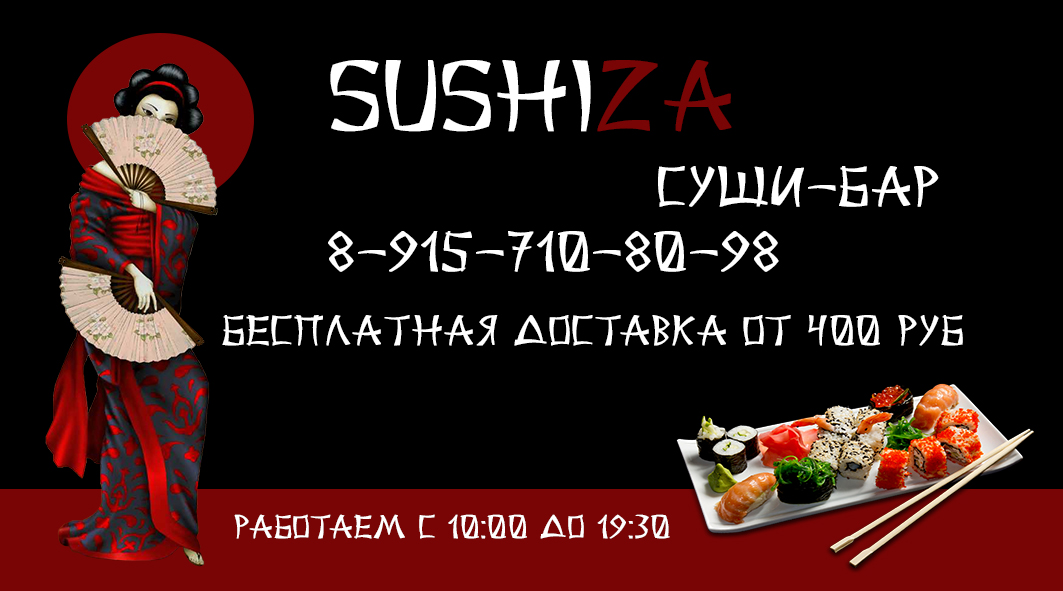 SUSHIZA
СУШИ-БАР
8-915-710-80-98
БЕСПЛАТНАЯ ДОСТАВКА ОТ 400 РУБ
РАБОТАЕМ С 10:00 ДО 19:30